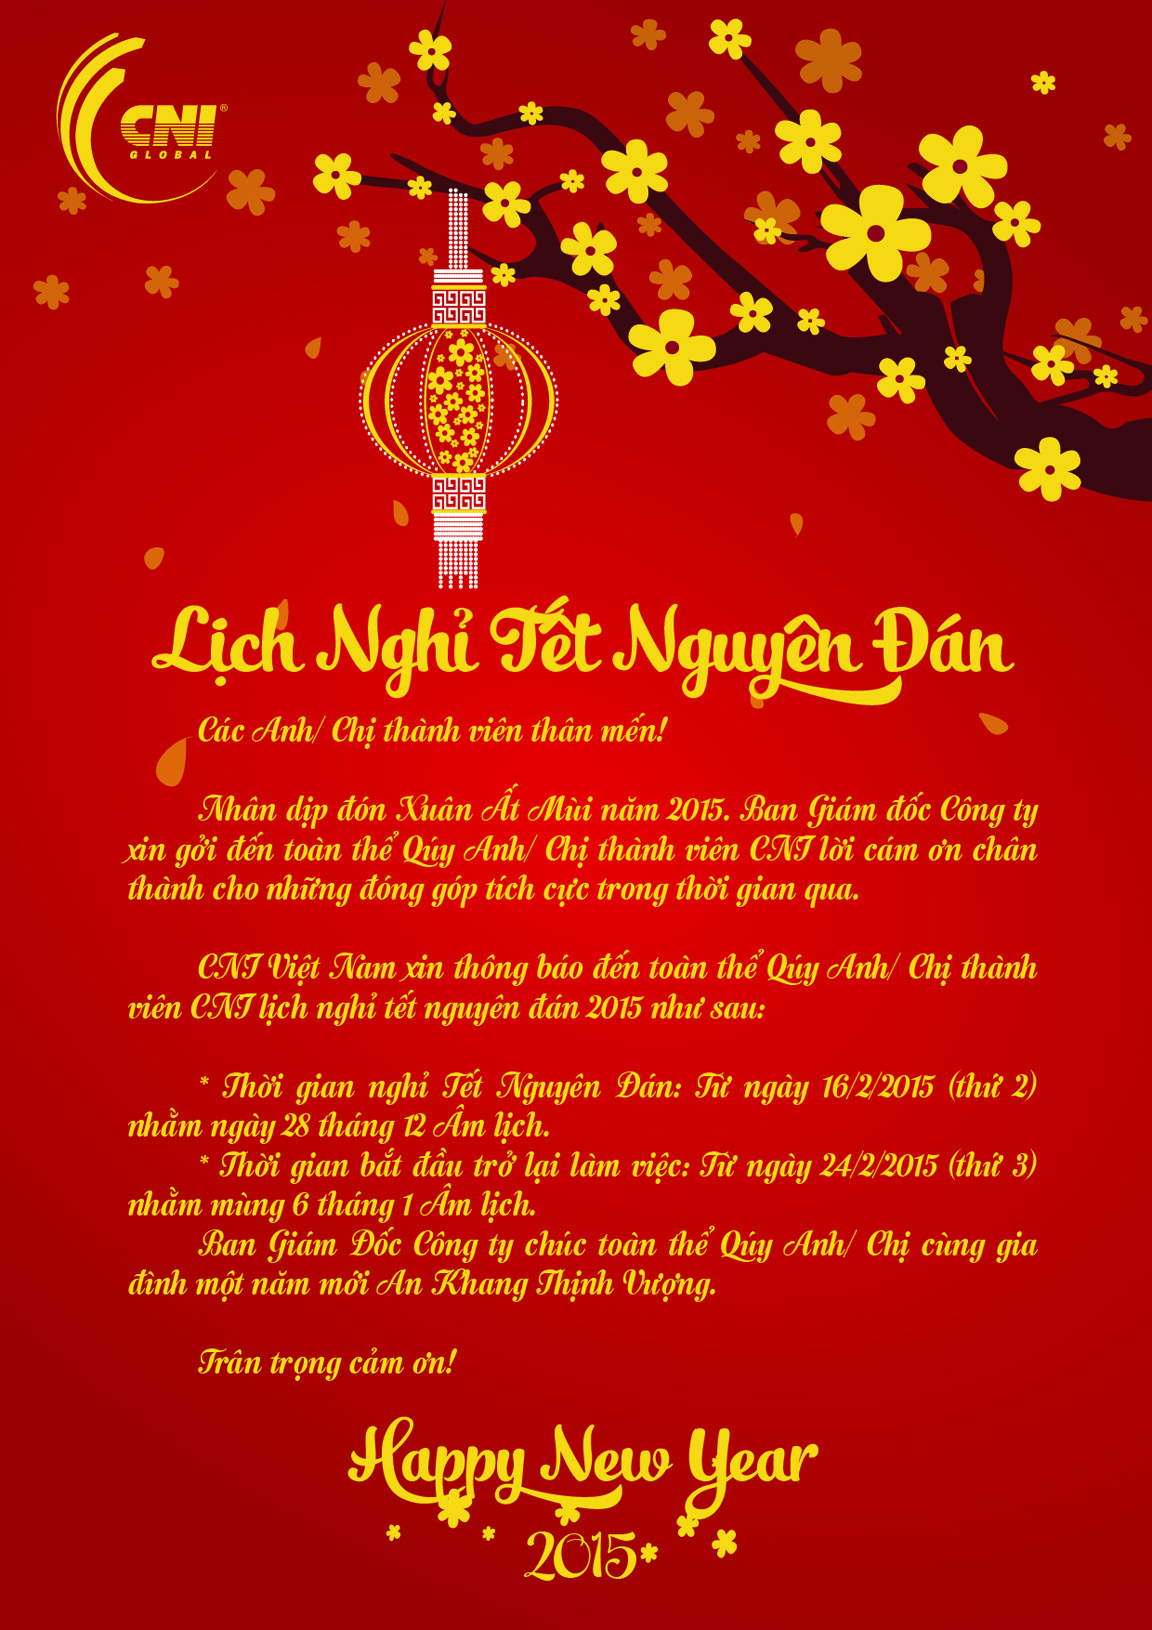 CNI®
GLOBAL
Lịch Nghỉ Tết Nguyên Đán
Các Anh/ Chị thành viên thân mến!
Nhân dịp đón Xuân Ất Mùi năm 2015. Ban Giám đốc Công ty
xin gởi đến toàn thể Qúy Anh/ Chị thành viên CNI lời cám ơn chân
thành cho những đóng góp tích cực trong thời gian qua.
CNI Việt Nam xin thông báo đến toàn thể Qúy Anh/ Chị thành
viên CNI lịch nghỉ tết nguyên đán 2015 như sau:
* Thời gian nghỉ Tết Nguyên Đán: Từ ngày 16/2/2015 (thứ 2)
nhằm ngày 28 tháng 12 Âm lịch.
* Thời gian bắt đầu trở lại làm việc: Từ ngày 24/2/2015 (thứ 3)
nhằm mùng 6 tháng 1 Âm lịch.
Ban Giám Đốc Công ty chúc toàn thể Qúy Anh/ Chị cùng gia
đình một năm mới An Khang Thịnh Vượng.
Trân trọng cảm ơn!
Happy New Year
2015